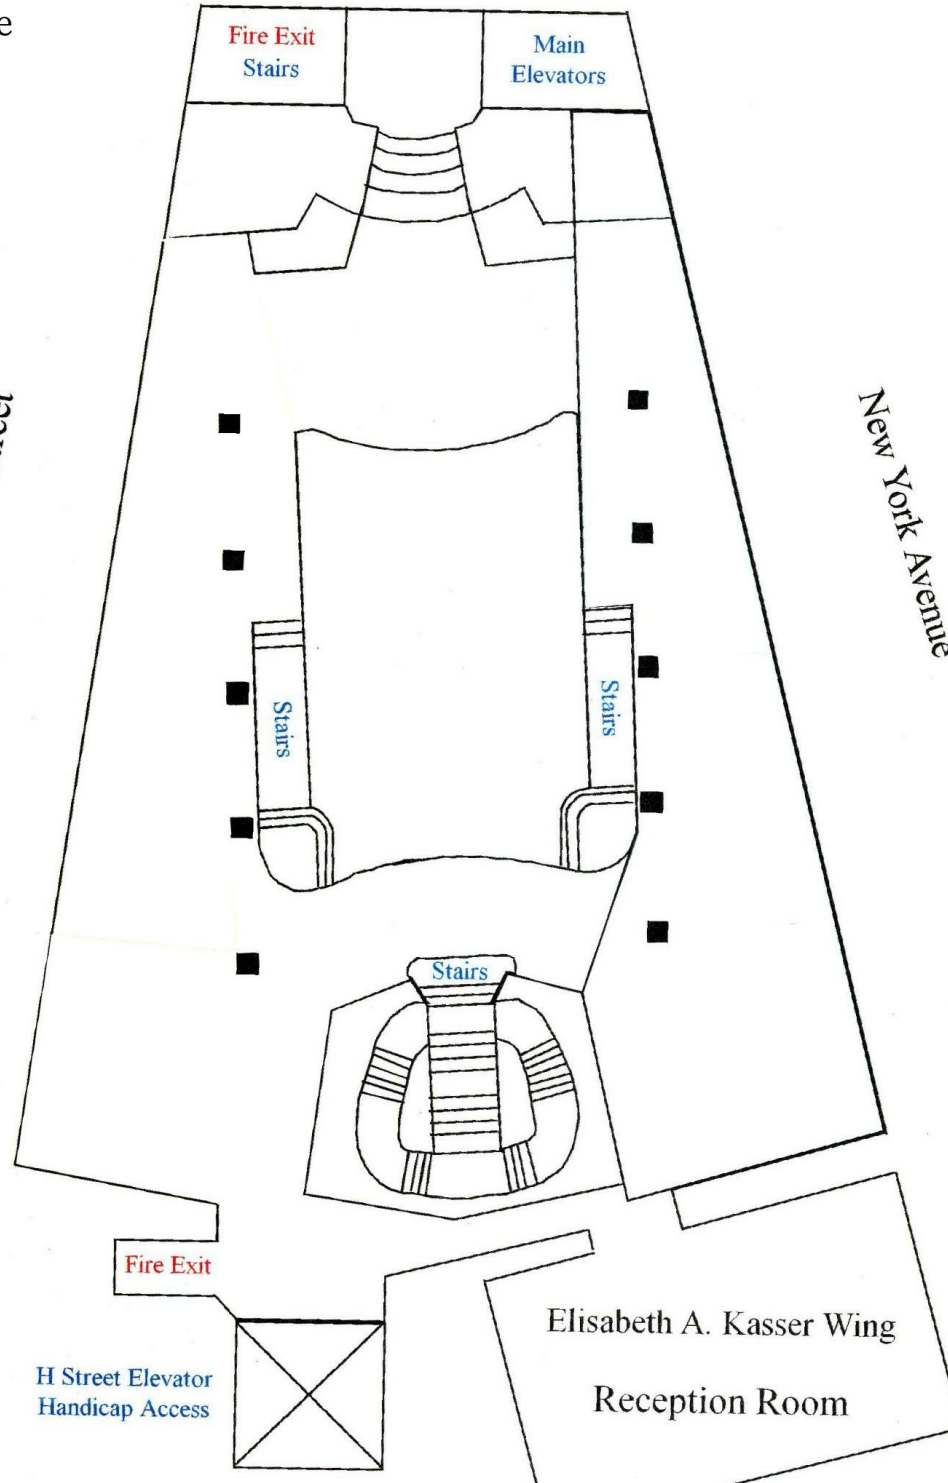 Fire Exit
Stairs
Main
Elevators
New York Avenue
Stairs
Stairs
Stairs
Fire Exit
Elisabeth A. Kasser Wing
Reception Room
H Street Elevator
Handicap Access